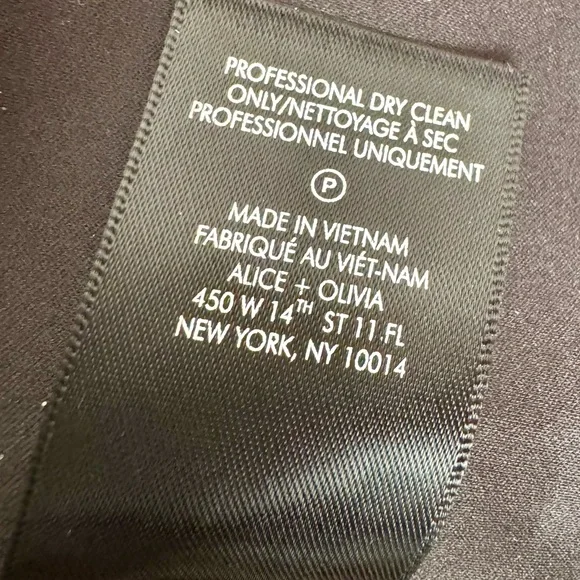 PROFESSIONAL DRY CLEAN
ONLY/NETTOYAGE À SEC
PROFESSIONNEL UNIQUEMENT
P
MADE IN VIETNAM
FABRIQUÉ AU VIÊT-NAM
ALICE + OLIVIA
450 W 14TH ST 11.FL
NEW YORK, NY 10014